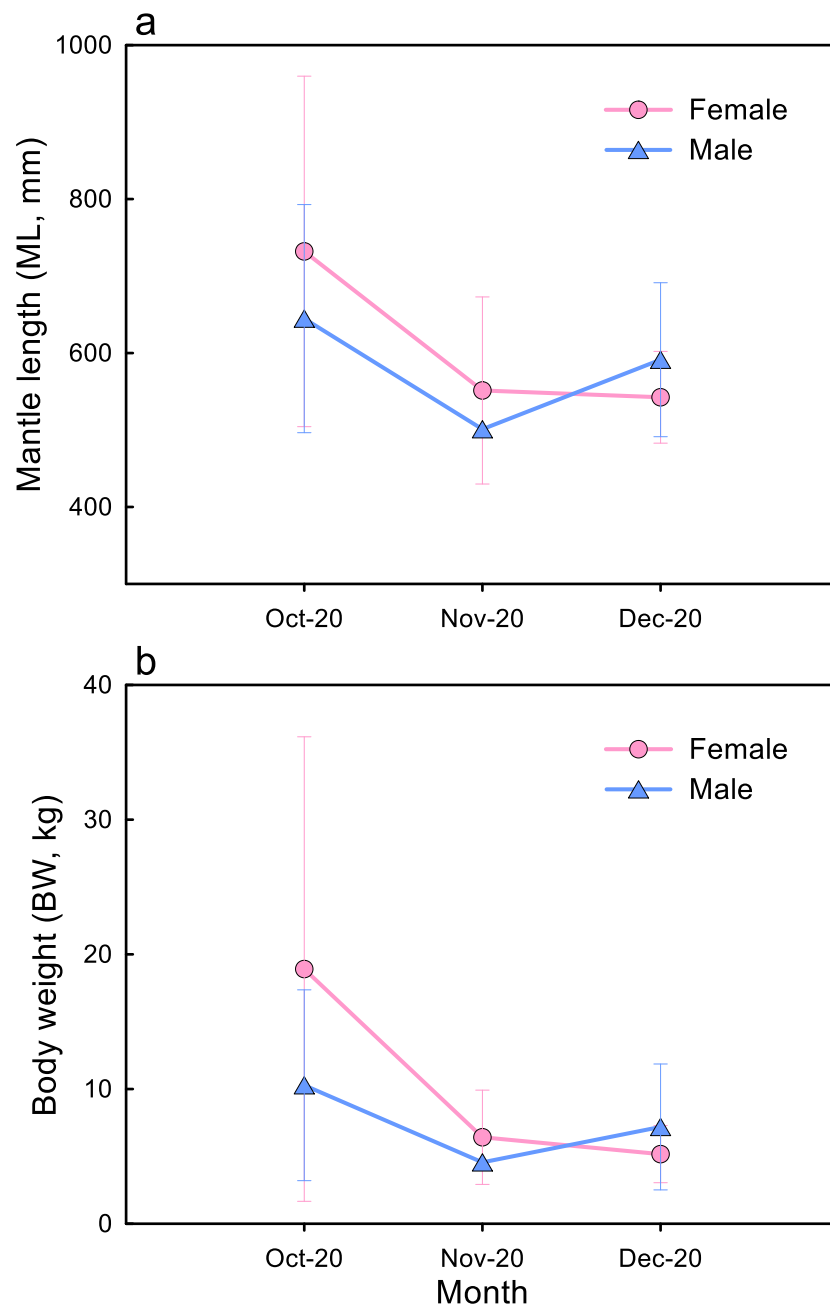 a
1000
800
600
400
Mantle length (ML, mm)
Female
Male
Oct-20 Nov-20 Dec-20
b
40
30
20
10
0
Body weight (BW, kg)
Female
Male
Oct-20 Nov-20 Dec-20
Month